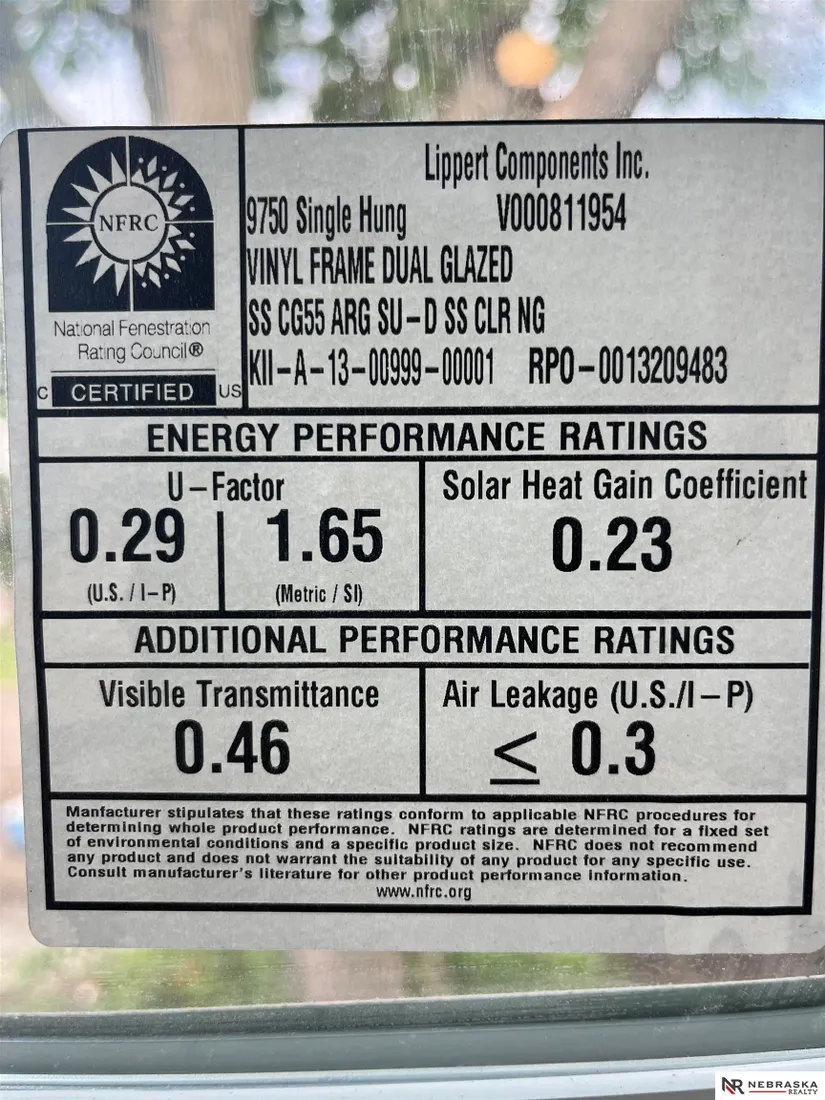 Lippert Components Inc.
9750 Single Hung V000811954
VINYL FRAME DUAL GLAZED
SS CG55 ARG SU-D SS CLR NG
KII-A-13-00999-00001 RPO-0013209483
NFRC
National Fenestration
Rating Council®
C CERTIFIED US
ENERGY PERFORMANCE RATINGS
U-Factor
0.29 1.65
(U.S. / I-P) (Metric / SI)
Solar Heat Gain Coefficient
0.23
ADDITIONAL PERFORMANCE RATINGS
Visible Transmittance
0.46
Air Leakage (U.S./I-P)
≤ 0.3
Manfacturer stipulates that these ratings conform to applicable NFRC procedures for
determining whole product performance. NFRC ratings are determined for a fixed set
of environmental conditions and a specific product size. NFRC does not recommend
any product and does not warrant the suitability of any product for any specific use.
Consult manufacturer's literature for other product performance information.
www.nfrc.org
NR NEBRASKA
REALTY